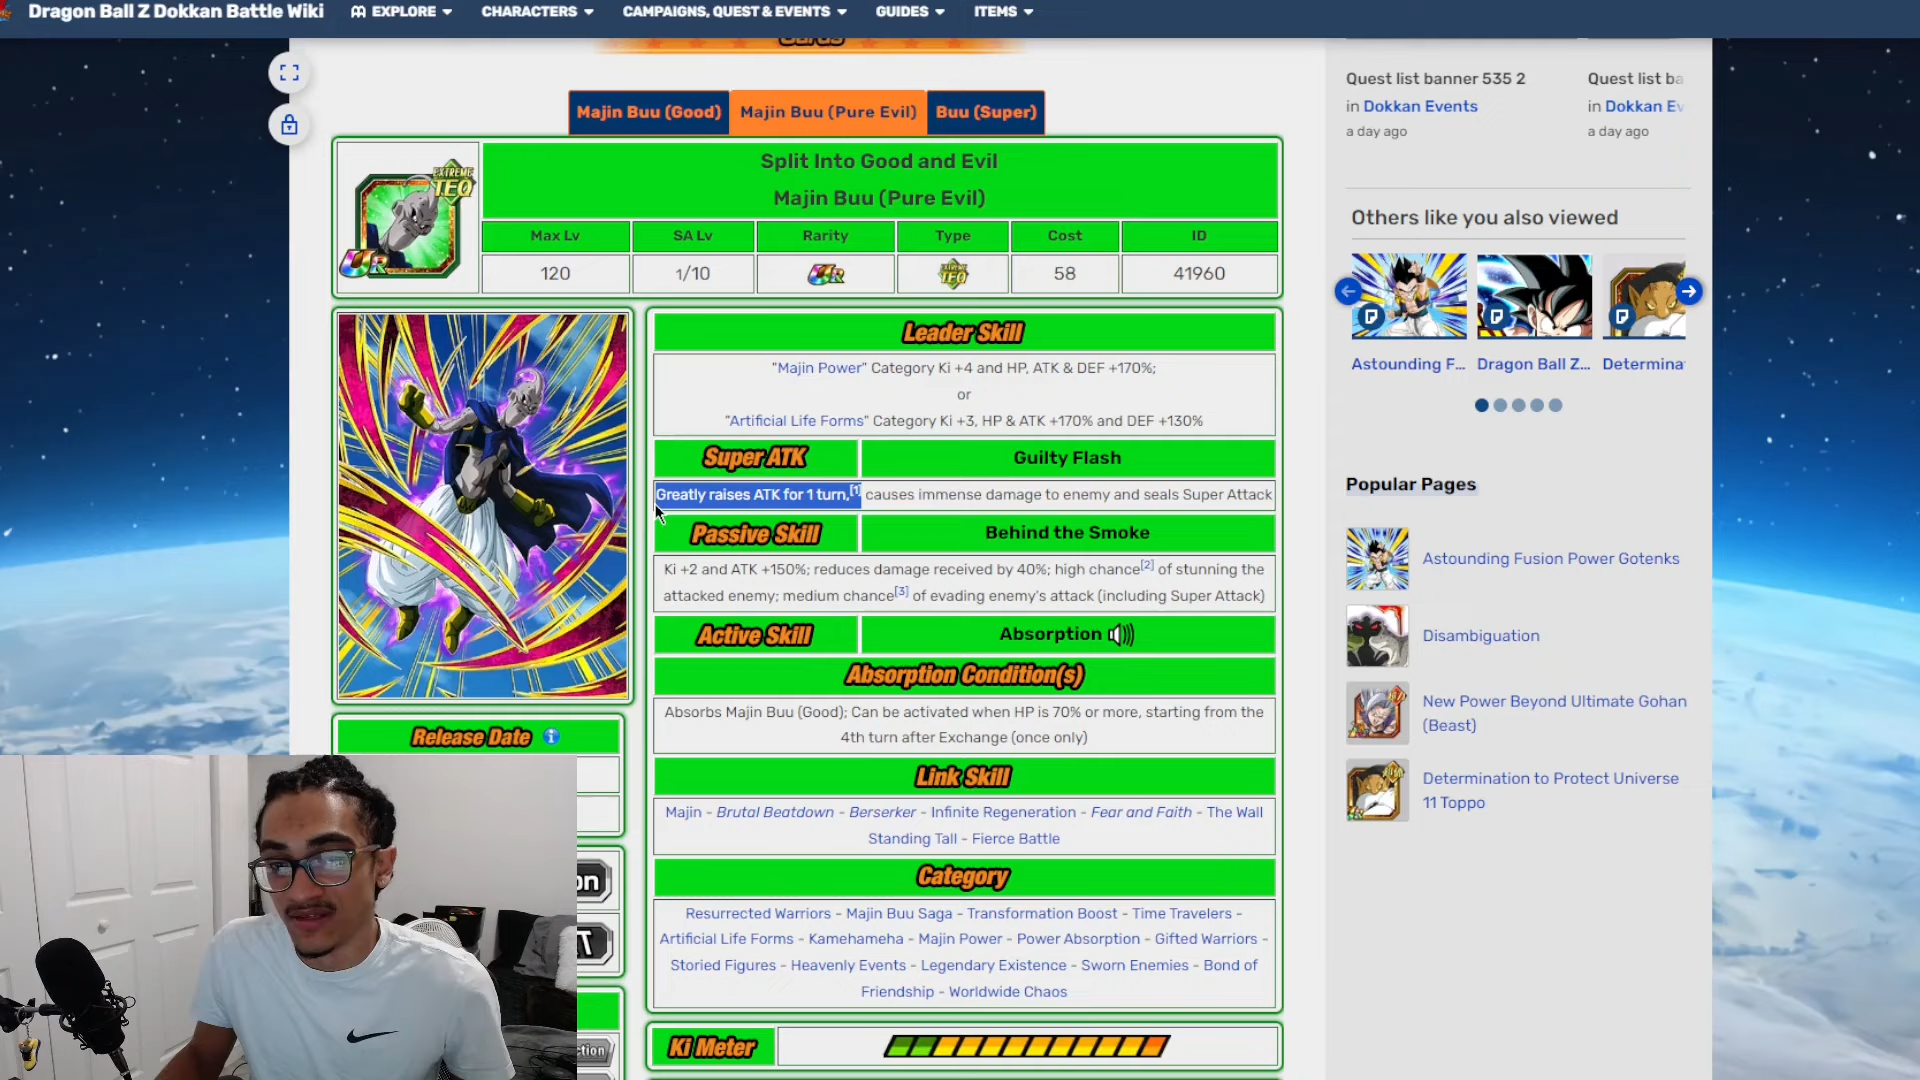 Dragon Ball Z Dokkan Battle Wiki
EXPLORE
CHARACTERS
CAMPAIGNS, QUEST & EVENTS
GUIDES
ITEMS
Cards
Majin Buu (Good)
Majin Buu (Pure Evil)
Buu (Super)
EXTREME
TEQ
UR
Split Into Good and Evil
Majin Buu (Pure Evil)
Max Lv
SA Lv
Rarity
Type
Cost
ID
120
1/10
UR
EXTREME
TEQ
58
41960
Leader Skill
"Majin Power" Category Ki +4 and HP, ATK & DEF +170%;
or
"Artificial Life Forms" Category Ki +3, HP & ATK +170% and DEF +130%
Super ATK
Guilty Flash
Greatly raises ATK for 1 turn,[1] causes immense damage to enemy and seals Super Attack
Passive Skill
Behind the Smoke
Ki +2 and ATK +150%; reduces damage received by 40%; high chance[2] of stunning the
attacked enemy; medium chance[3] of evading enemy's attack (including Super Attack)
Active Skill
Absorption
Absorption Condition(s)
Absorbs Majin Buu (Good); Can be activated when HP is 70% or more, starting from the
4th turn after Exchange (once only)
Link Skill
Majin - Brutal Beatdown - Berserker - Infinite Regeneration - Fear and Faith - The Wall
Standing Tall - Fierce Battle
Category
Resurrected Warriors - Majin Buu Saga - Transformation Boost - Time Travelers -
Artificial Life Forms - Kamehameha - Majin Power - Power Absorption - Gifted Warriors -
Storied Figures - Heavenly Events - Legendary Existence - Sworn Enemies - Bond of
Friendship - Worldwide Chaos
Ki Meter
Release Date
on
T
ction
Quest list banner 535 2
in Dokkan Events
a day ago
Quest list ba
in Dokkan Ev
a day ago
Others like you also viewed
Astounding F...
Dragon Ball Z...
Determinat
Popular Pages
Astounding Fusion Power Gotenks
Disambiguation
New Power Beyond Ultimate Gohan
(Beast)
Determination to Protect Universe
11 Toppo